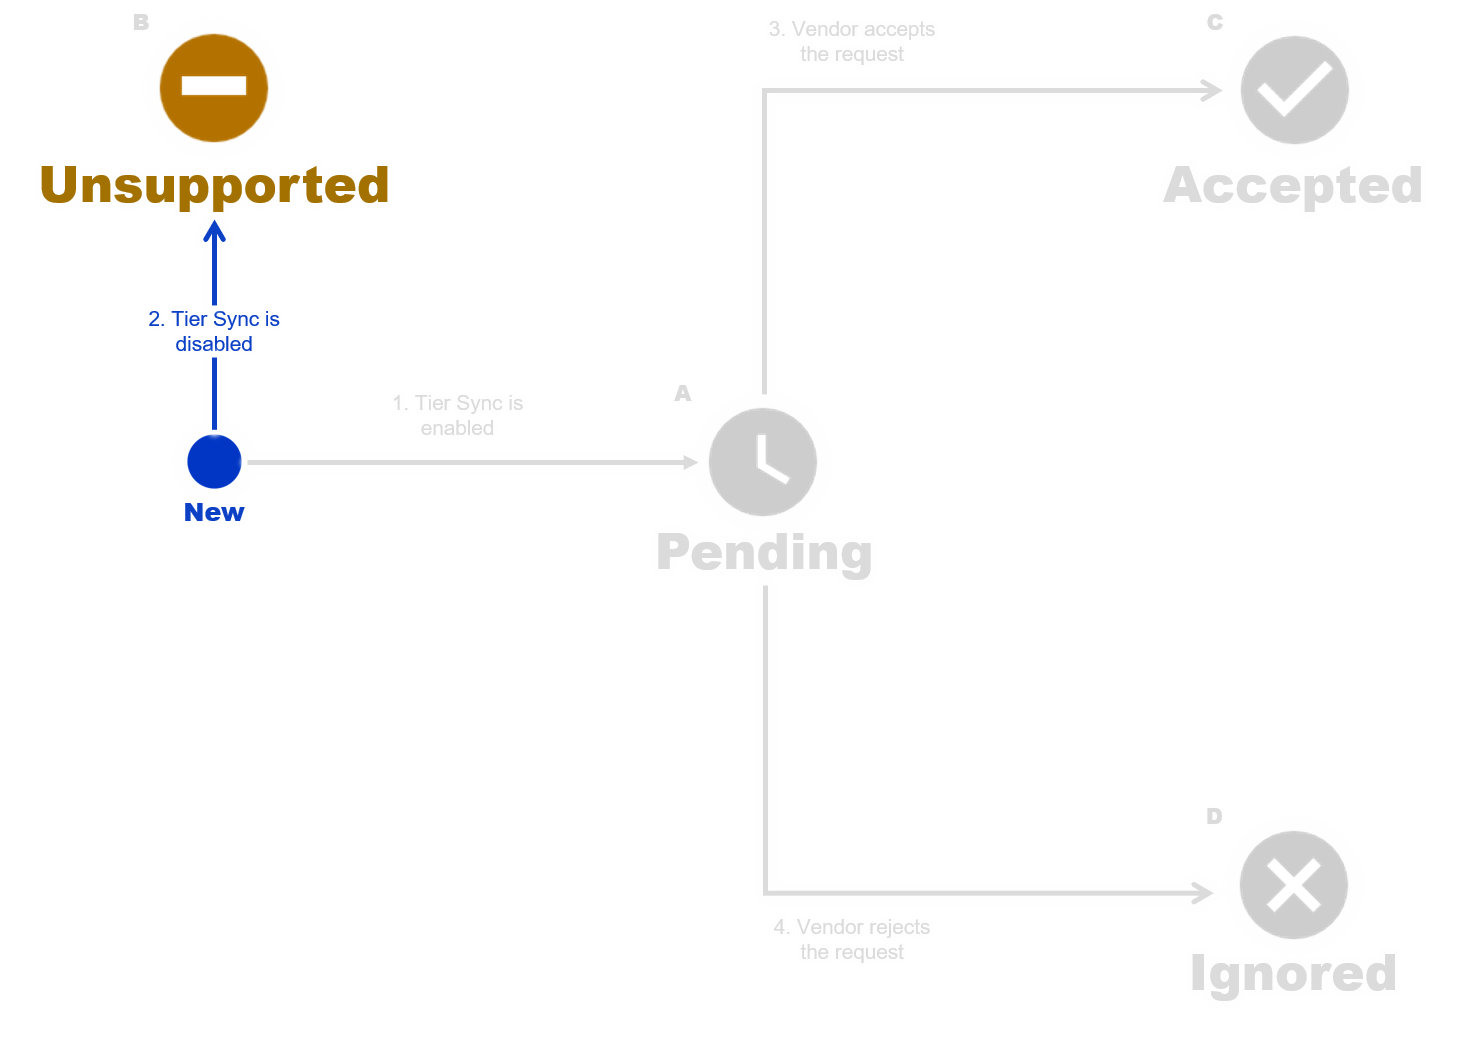 B
Unsupported
2. Tier Sync is
disabled
New
1. Tier Sync is
enabled
A
Pending
3. Vendor accepts
the request
C
Accepted
4. Vendor rejects
the request
D
Ignored